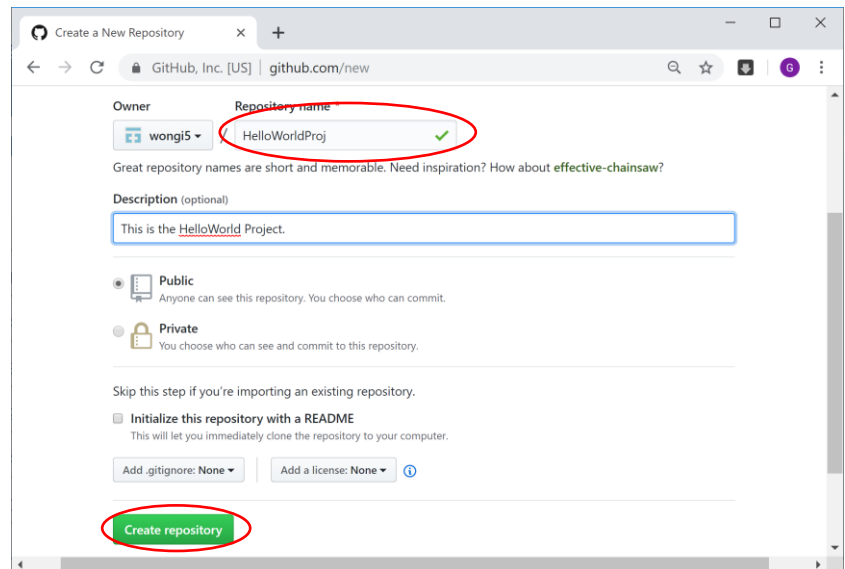 Create a New Repository
GitHub, Inc. [US] | github.com/new
G
Owner
Repository name *
wongi5 / HelloWorldProj
Great repository names are short and memorable. Need inspiration? How about effective-chainsaw?
Description (optional)
This is the HelloWorld Project.
Public
Anyone can see this repository. You choose who can commit.
Private
You choose who can see and commit to this repository.
Skip this step if you're importing an existing repository.
Initialize this repository with a README
This will let you immediately clone the repository to your computer.
Add .gitignore: None
Add a license: None
Create repository